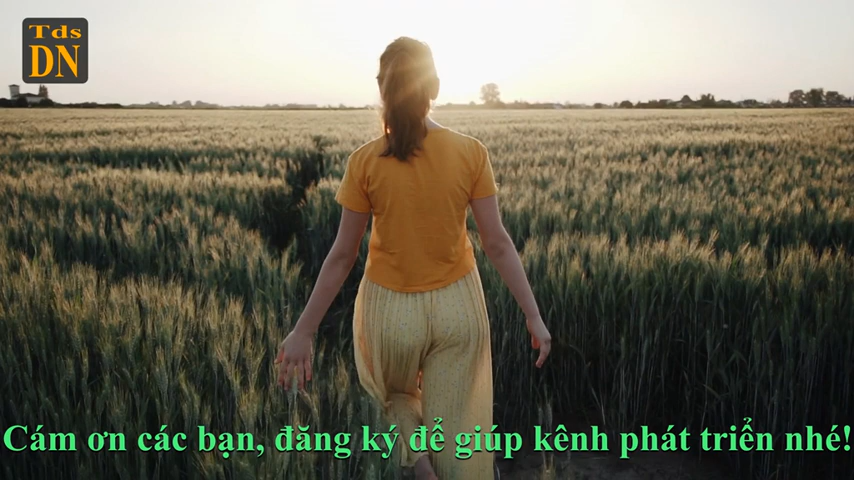 Tds
DN
Cám ơn các bạn, đăng ký để giúp kênh phát triển nhé!